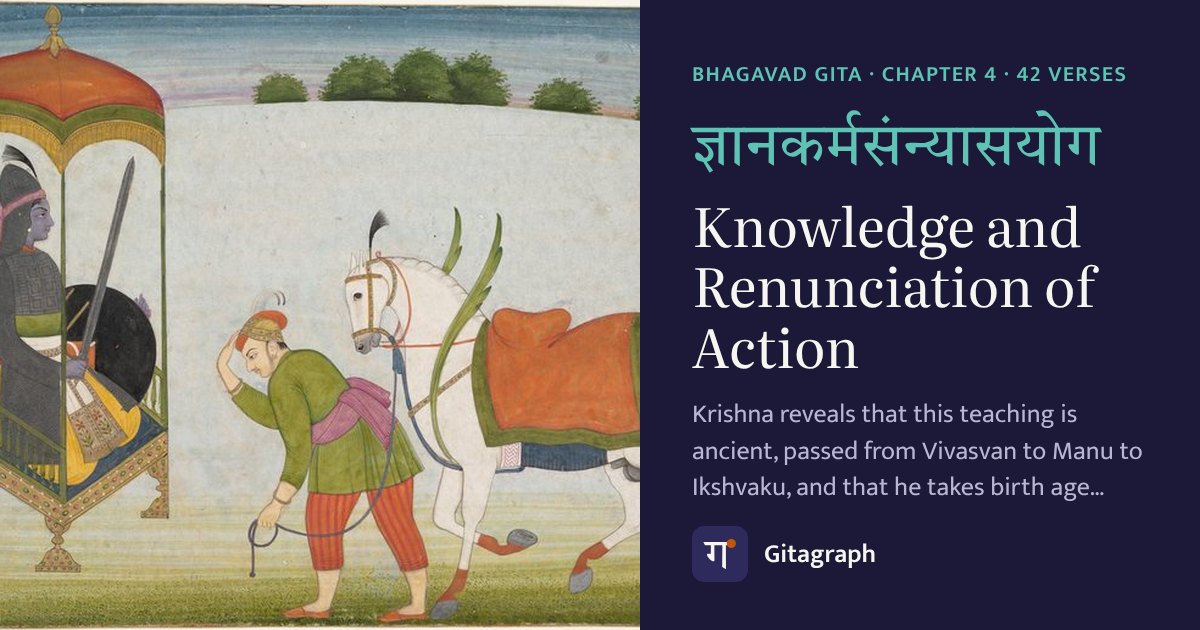 BHAGAVAD GITA · CHAPTER 4 · 42 VERSES
ज्ञानकर्मसंन्यासयोग
Knowledge and
Renunciation of
Action
Krishna reveals that this teaching is
ancient, passed from Vivasvan to Manu to
Ikshvaku, and that he takes birth age…
ग Gitagraph